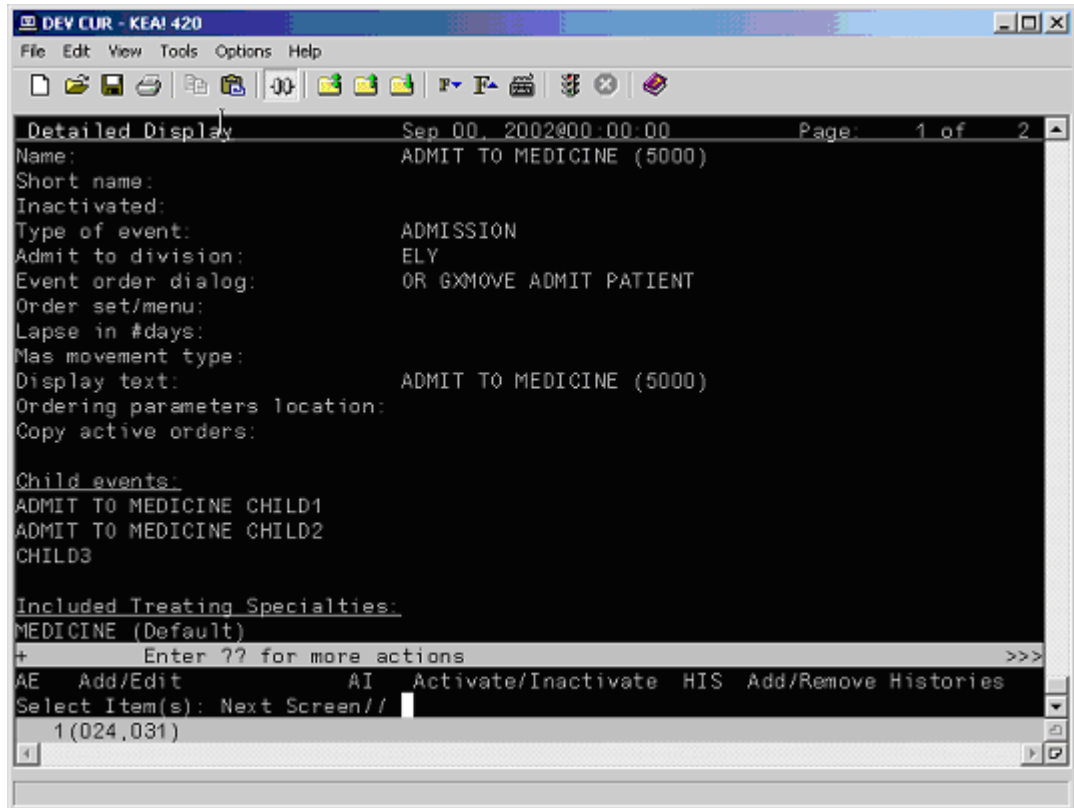 DEV CUR - KEA! 420
File Edit View Tools Options Help
Detailed Display Sep 00, 2002@00:00:00 Page: 1 of 2
Name: ADMIT TO MEDICINE (5000)
Short name:
Inactivated:
Type of event: ADMISSION
Admit to division: ELY
Event order dialog: OR GXMOVE ADMIT PATIENT
Order set/menu:
Lapse in #days:
Mas movement type:
Display text: ADMIT TO MEDICINE (5000)
Ordering parameters location:
Copy active orders:
Child events:
ADMIT TO MEDICINE CHILD1
ADMIT TO MEDICINE CHILD2
CHILD3
Included Treating Specialties:
MEDICINE (Default)
+ Enter ?? for more actions >>>
AE Add/Edit AI Activate/Inactivate HIS Add/Remove Histories
Select Item(s): Next Screen//
1(024,031)